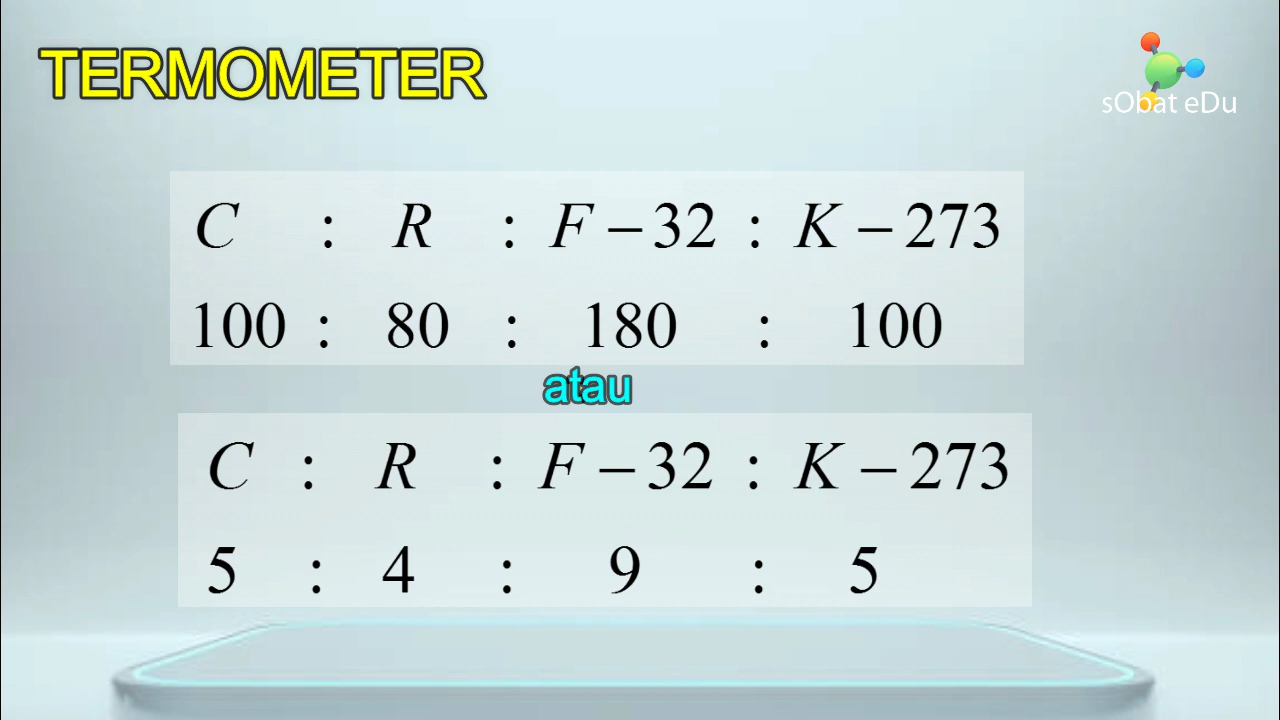 TERMOMETER
sObat eDu
C : R : F – 32 : K – 273
100 : 80 : 180 : 100
atau
C : R : F – 32 : K – 273
5 : 4 : 9 : 5